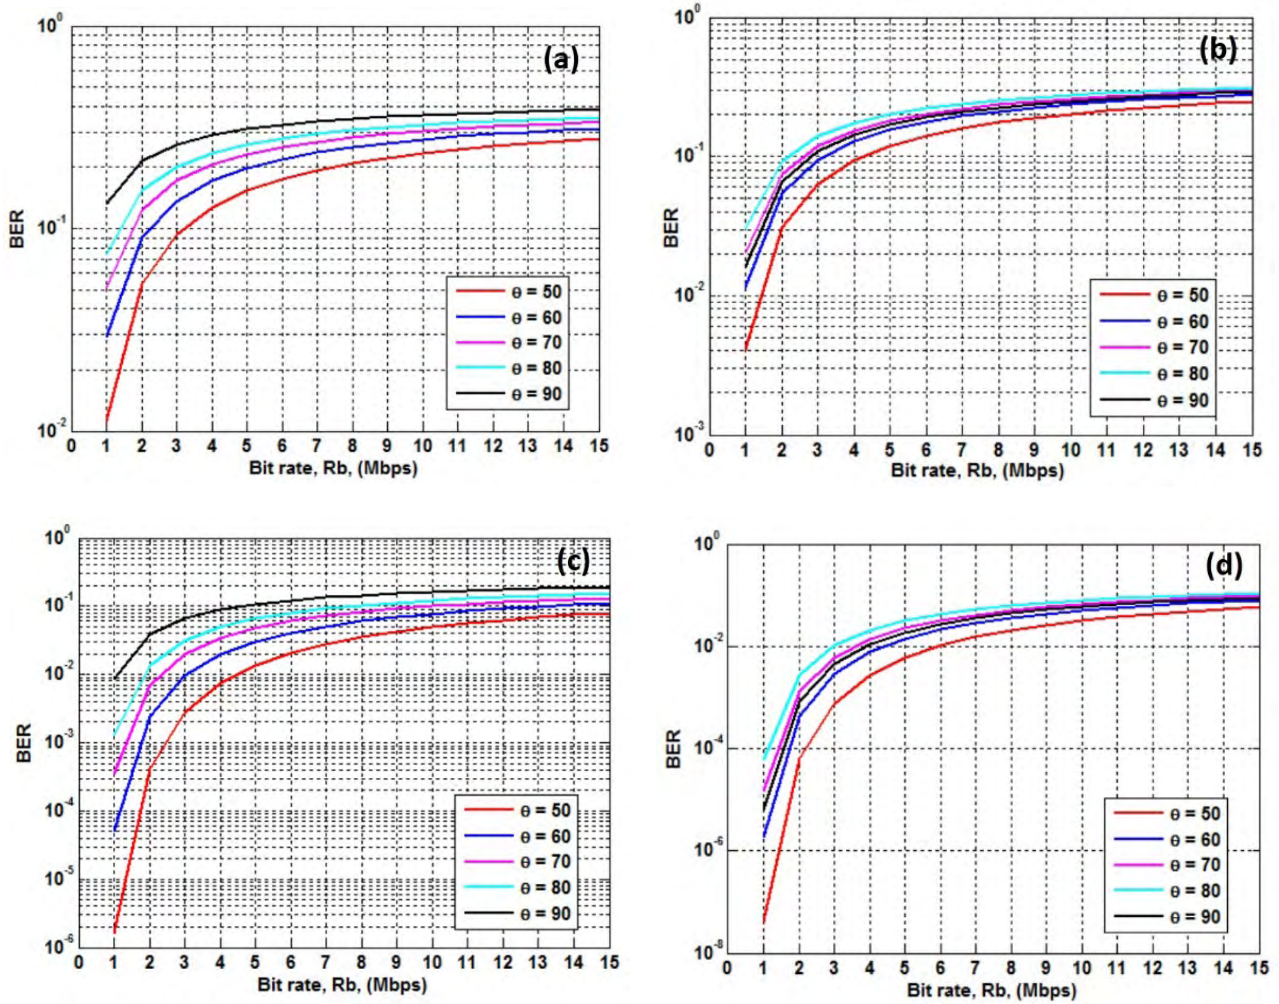 (a)
10^0
10^-1
10^-2
BER
0 1 2 3 4 5 6 7 8 9 10 11 12 13 14 15
Bit rate, Rb, (Mbps)
θ = 50
θ = 60
θ = 70
θ = 80
θ = 90
(b)
10^0
10^-1
10^-2
10^-3
BER
0 1 2 3 4 5 6 7 8 9 10 11 12 13 14 15
Bit rate, Rb, (Mbps)
θ = 50
θ = 60
θ = 70
θ = 80
θ = 90
(c)
10^0
10^-1
10^-2
10^-3
10^-4
10^-5
10^-6
BER
0 1 2 3 4 5 6 7 8 9 10 11 12 13 14 15
Bit rate, Rb, (Mbps)
θ = 50
θ = 60
θ = 70
θ = 80
θ = 90
(d)
10^0
10^-2
10^-4
10^-6
10^-8
BER
0 1 2 3 4 5 6 7 8 9 10 11 12 13 14 15
Bit rate, Rb, (Mbps)
θ = 50
θ = 60
θ = 70
θ = 80
θ = 90